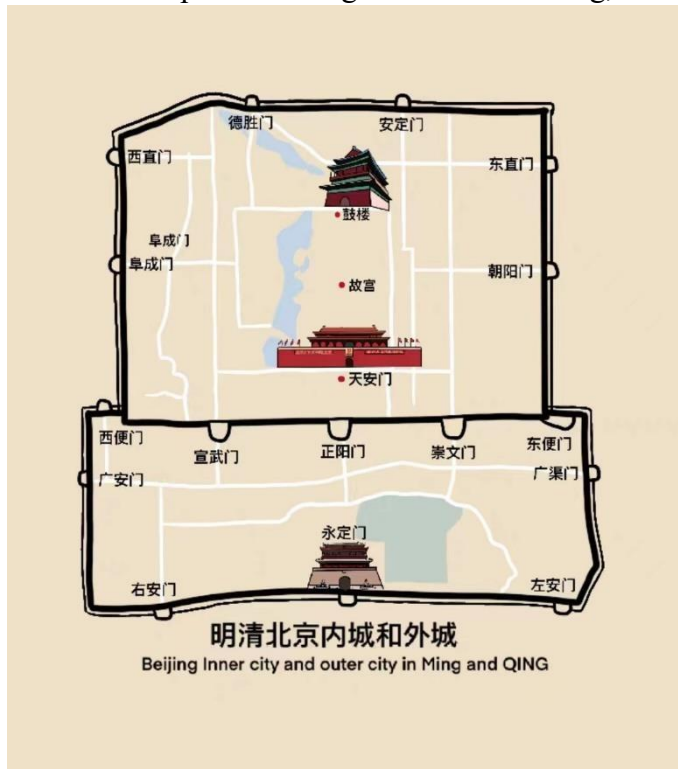 德胜门
安定门
西直门
东直门
鼓楼
阜成门
阜成门
朝阳门
故宫
天安门
西便门
宣武门
正阳门
崇文门
东便门
广安门
广渠门
永定门
右安门
左安门
明清北京内城和外城
Beijing Inner city and outer city in Ming and QING